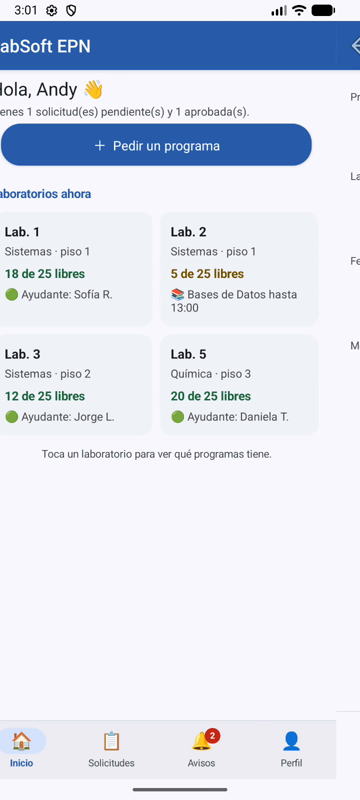 3:01
abSoft EPN
Hola, Andy 👋
enes 1 solicitud(es) pendiente(s) y 1 aprobada(s).
+ Pedir un programa
aboratorios ahora
Lab. 1
Sistemas · piso 1
18 de 25 libres
🟢 Ayudante: Sofía R.
Lab. 2
Sistemas · piso 1
5 de 25 libres
📚 Bases de Datos hasta
13:00
Lab. 3
Sistemas · piso 2
12 de 25 libres
🟢 Ayudante: Jorge L.
Lab. 5
Química · piso 3
20 de 25 libres
🟢 Ayudante: Daniela T.
Toca un laboratorio para ver qué programas tiene.
Pr
La
Fe
M
Inicio
Solicitudes
2
Avisos
Perfil